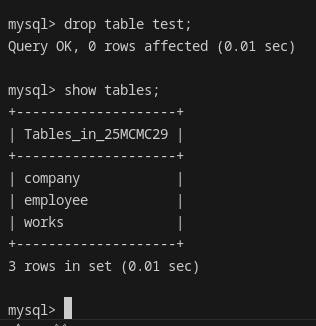 mysql> drop table test;
Query OK, 0 rows affected (0.01 sec)
mysql> show tables;
+--------------------+
| Tables_in_25MCMC29 |
+--------------------+
| company            |
| employee           |
| works              |
+--------------------+
3 rows in set (0.01 sec)
mysql>